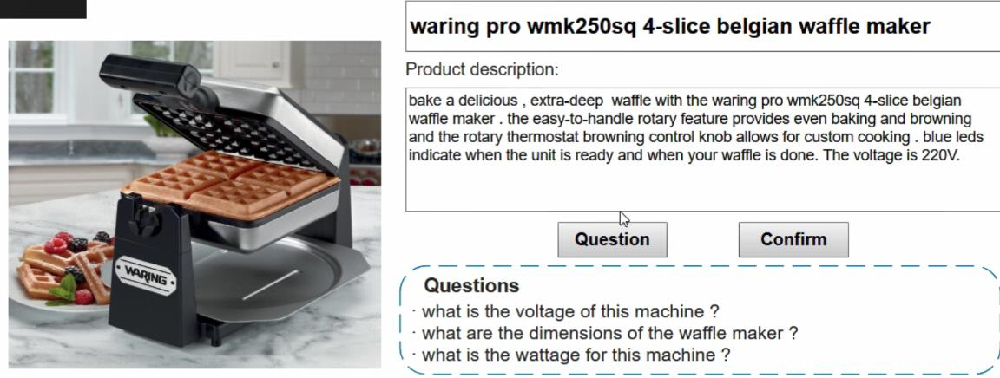 waring pro wmk250sq 4-slice belgian waffle maker
Product description:
bake a delicious , extra-deep waffle with the waring pro wmk250sq 4-slice belgian
waffle maker . the easy-to-handle rotary feature provides even baking and browning
and the rotary thermostat browning control knob allows for custom cooking . blue leds
indicate when the unit is ready and when your waffle is done. The voltage is 220V.
Question
Confirm
Questions
· what is the voltage of this machine ?
· what are the dimensions of the waffle maker ?
· what is the wattage for this machine ?
WARING